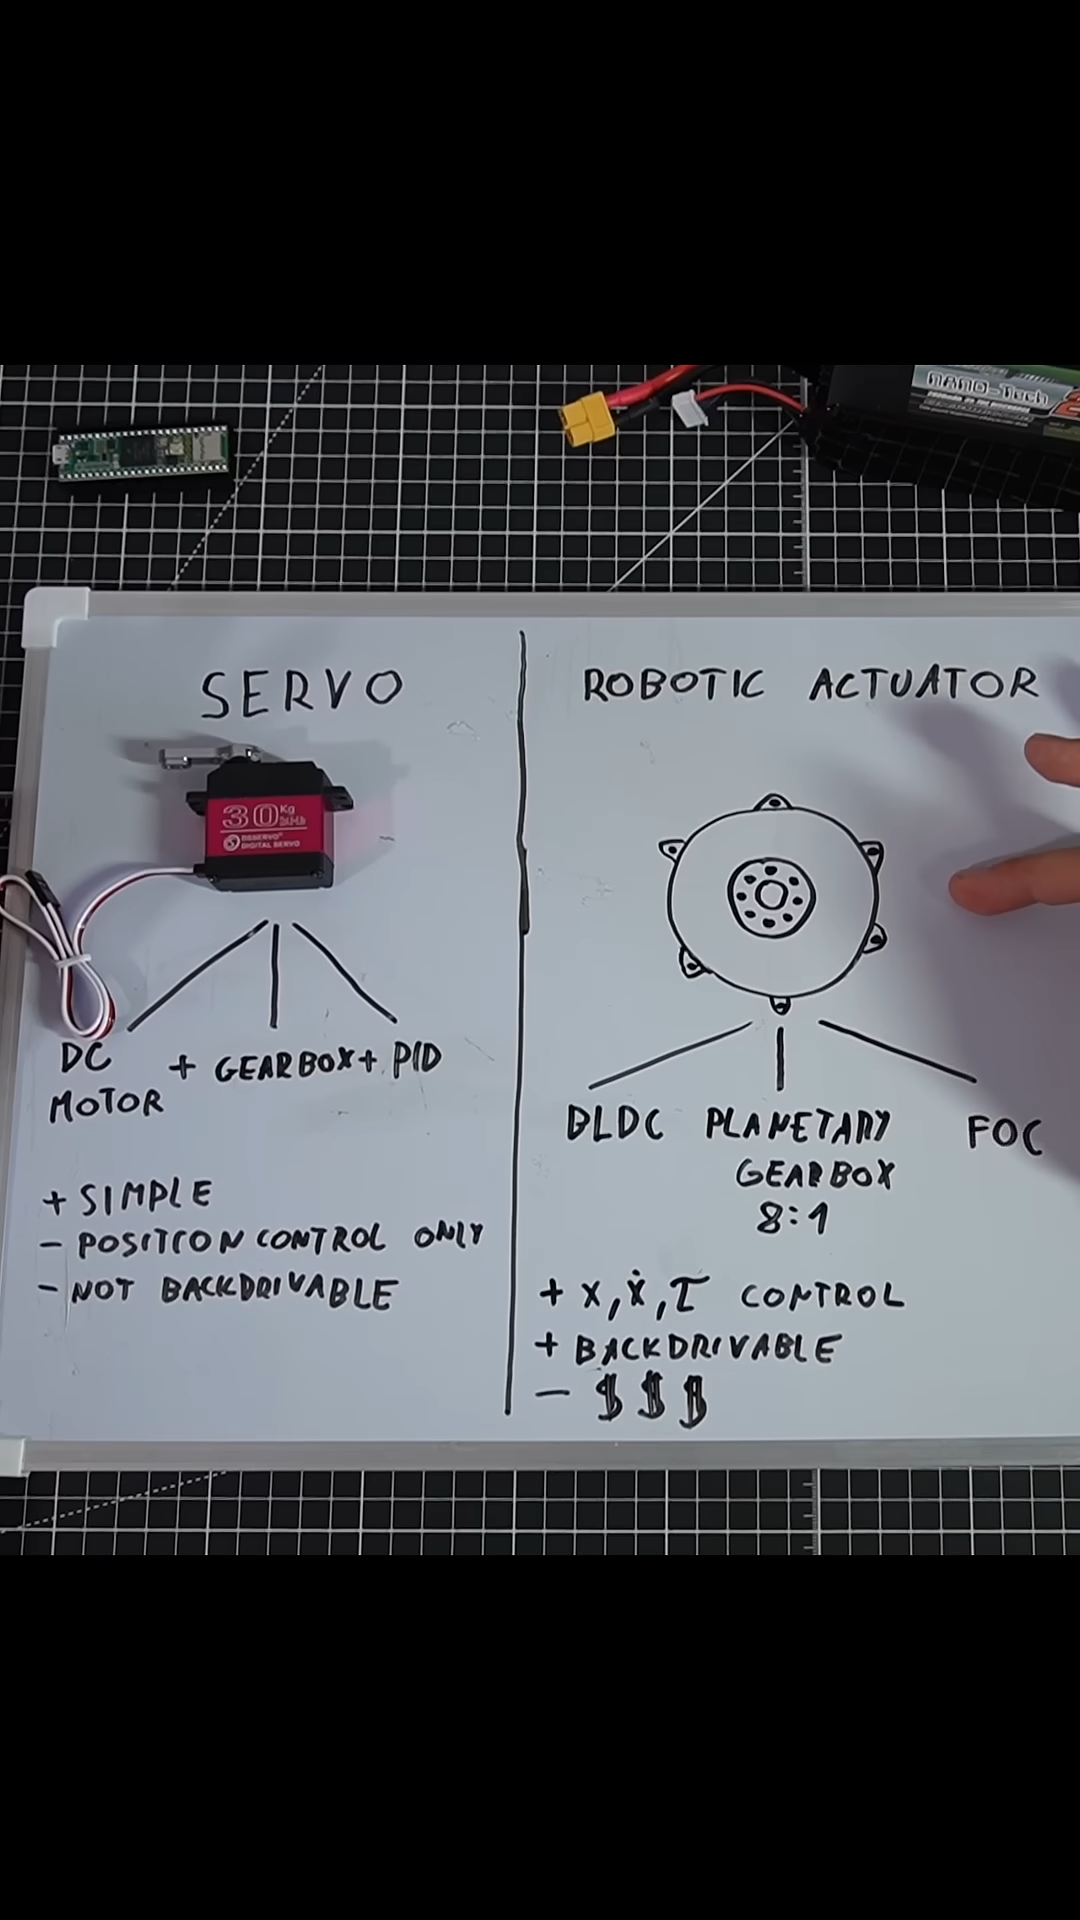 nano-tech
SERVO
30Kg
DSSERVO
DIGITAL SERVO
DC
MOTOR
+ GEARBOX + PID
+ SIMPLE
- POSITION CONTROL ONLY
- NOT BACKDRIVABLE
ROBOTIC ACTUATOR
BLDC PLANETARY GEARBOX 8:1 FOC
+ x, ẋ, τ CONTROL
+ BACKDRIVABLE
- $$$